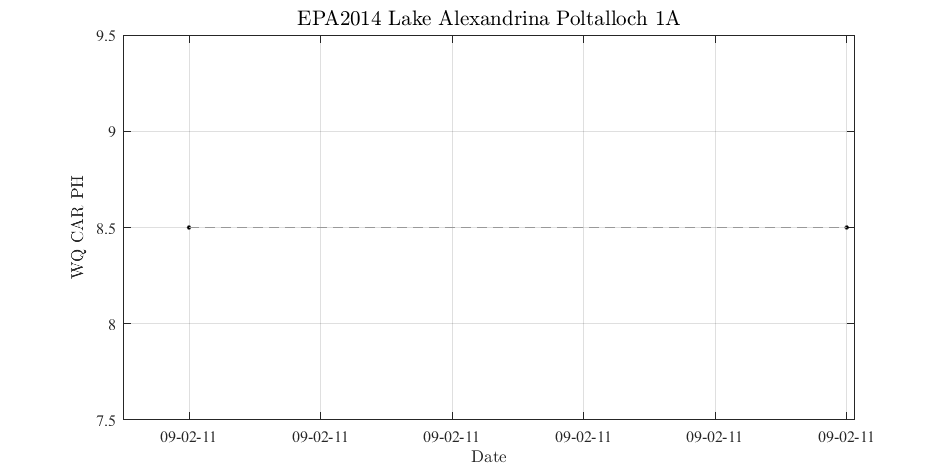 EPA2014 Lake Alexandrina Poltalloch 1A
9.5
9
8.5
8
7.5
WQ CAR PH
09-02-11 09-02-11 09-02-11 09-02-11 09-02-11 09-02-11
Date